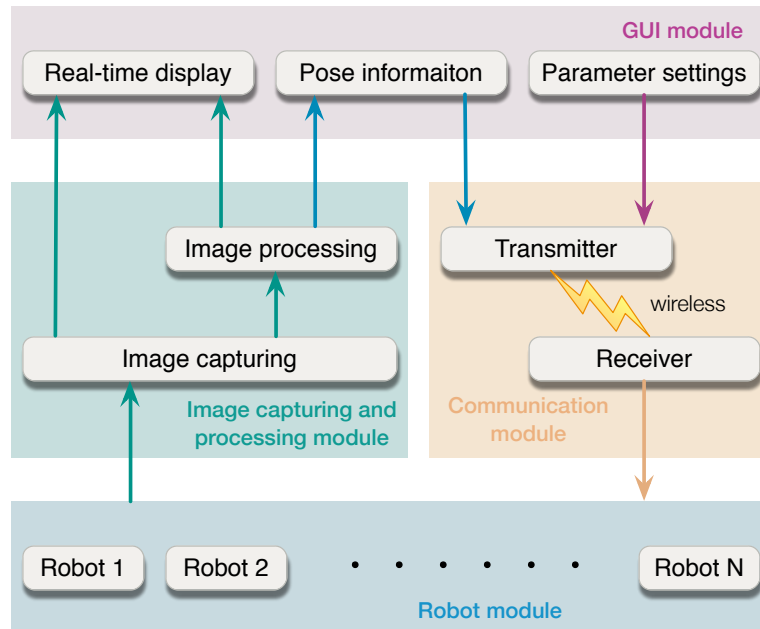 GUI module
Real-time display
Pose informaiton
Parameter settings
Image processing
Transmitter
wireless
Image capturing
Receiver
Image capturing and
processing module
Communication
module
Robot 1
Robot 2
Robot N
Robot module